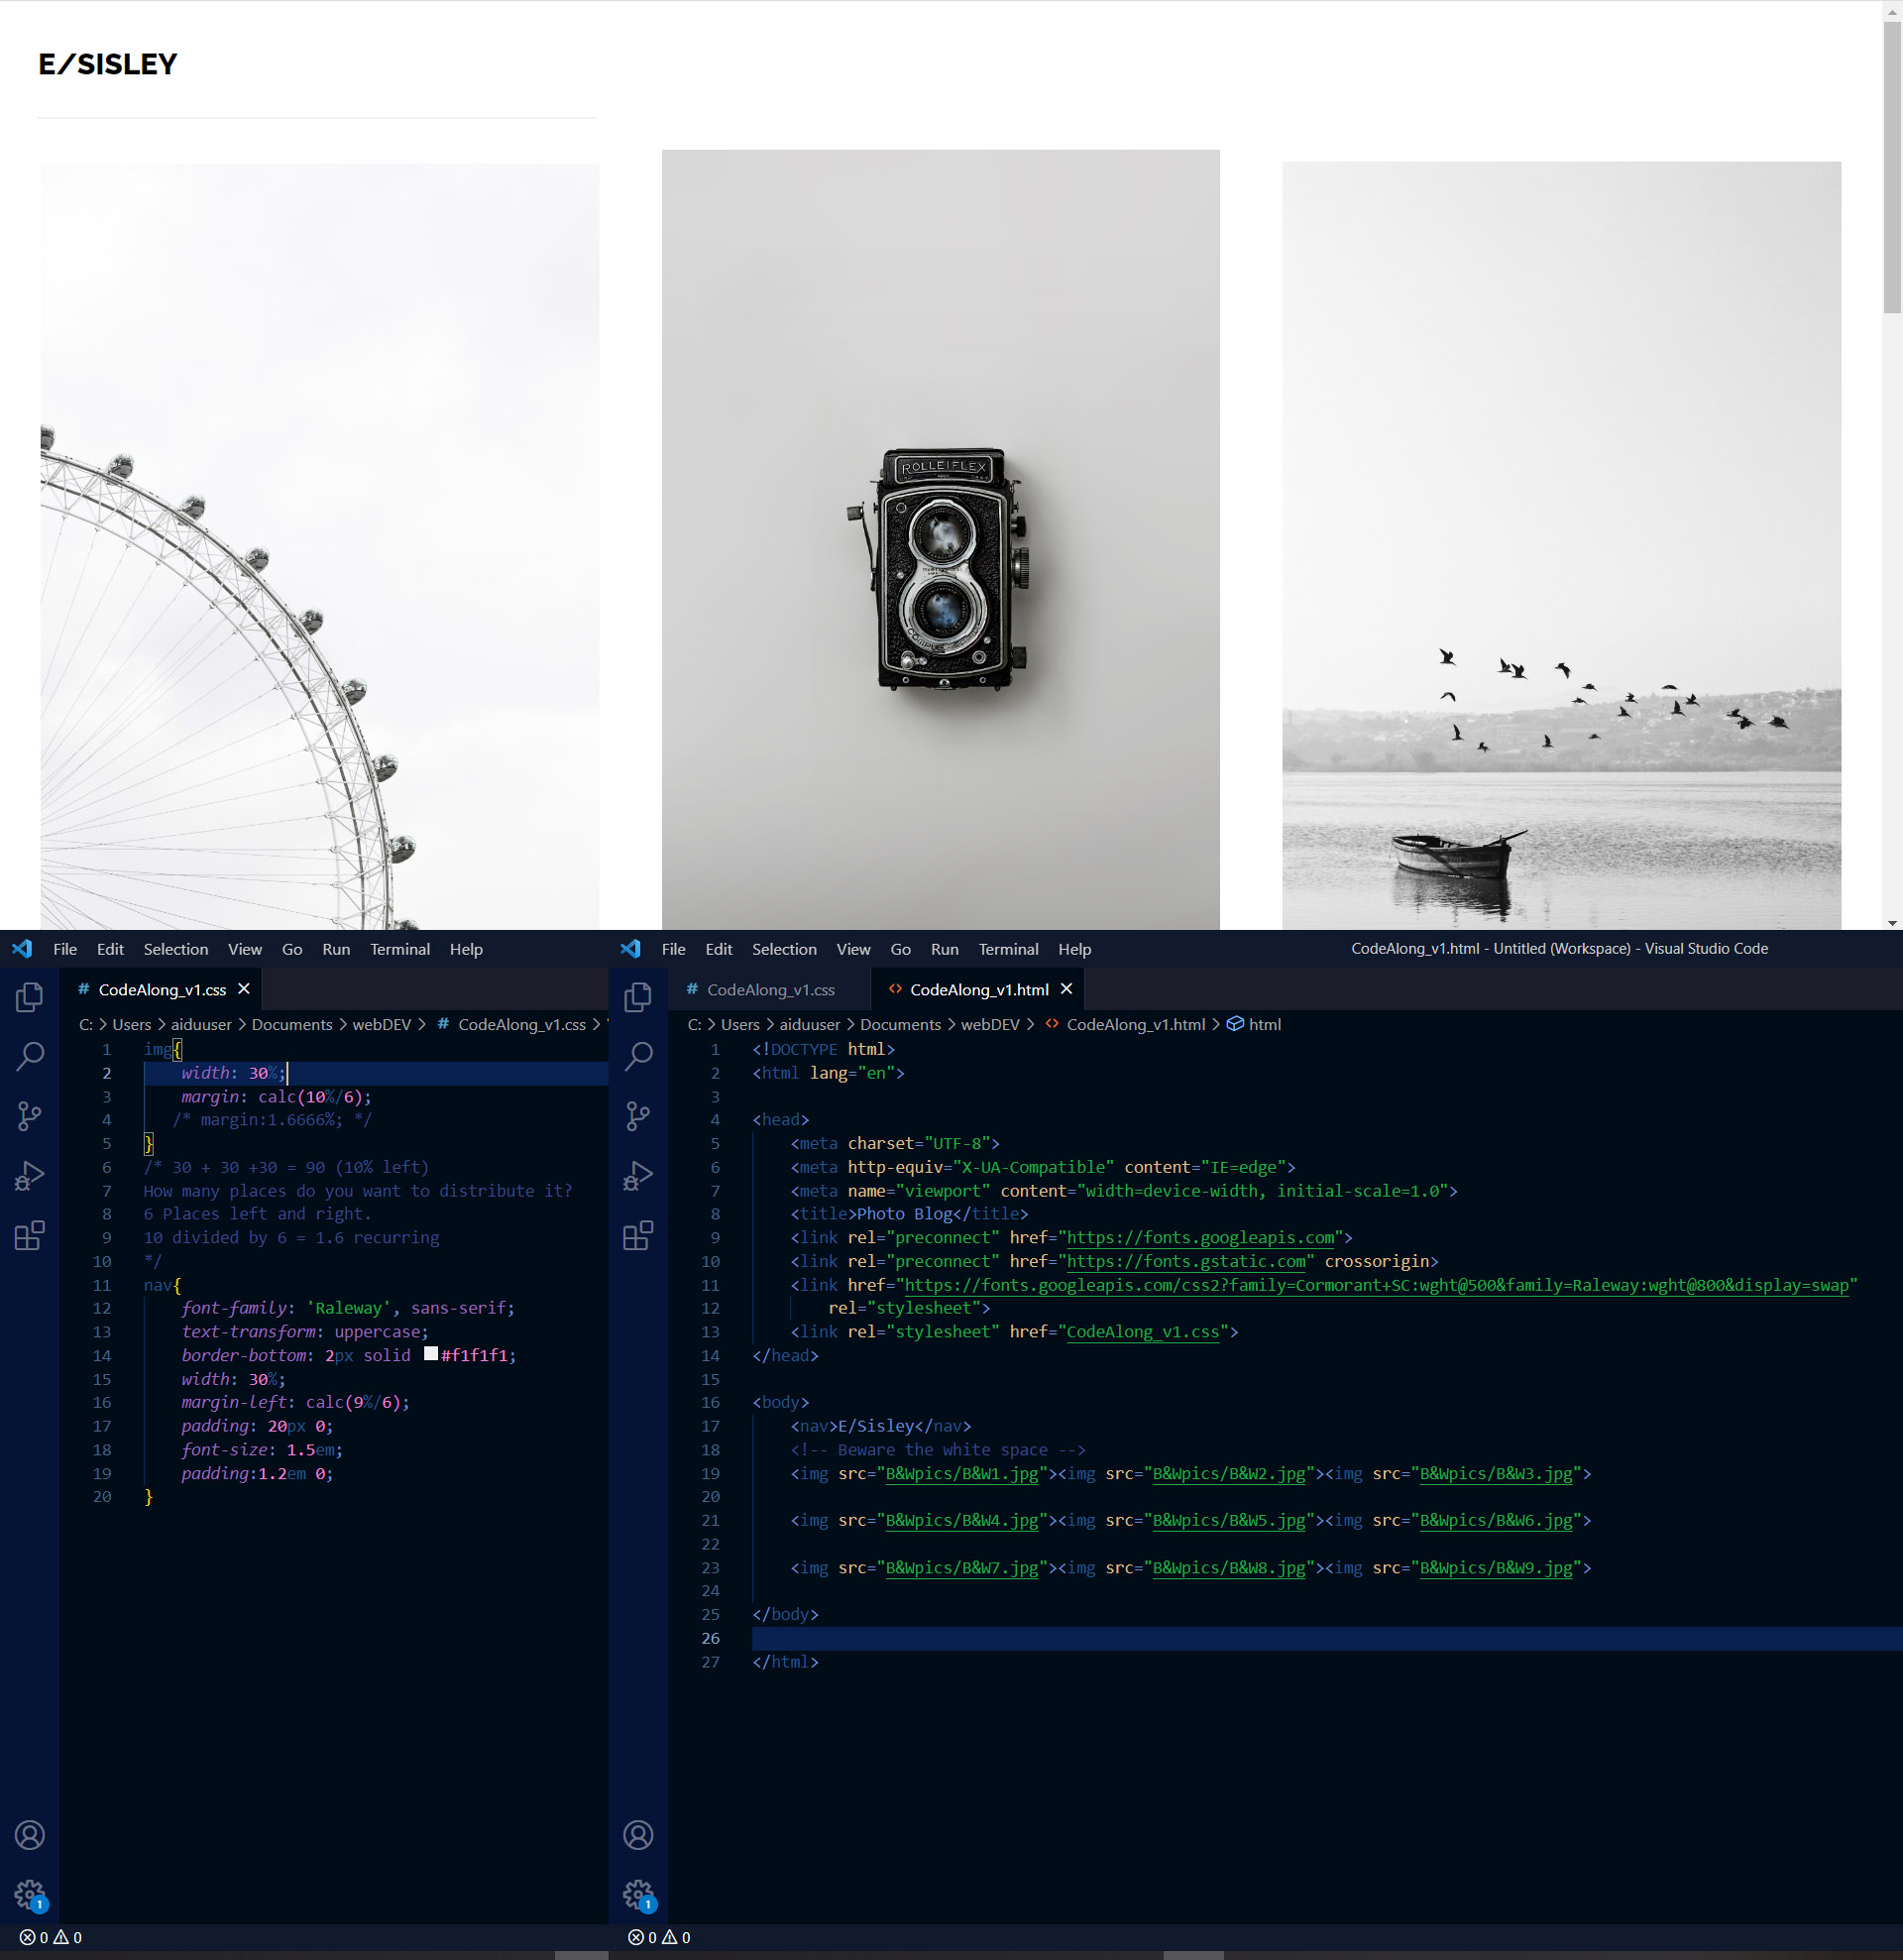 E/SISLEY
ROLLEIFLEX
COMPUR
File Edit Selection View Go Run Terminal Help
# CodeAlong_v1.css ×
C: > Users > aiduuser > Documents > webDEV > # CodeAlong_v1.css >
1 img{
2 width: 30%;
3 margin: calc(10%/6);
4 /* margin:1.6666%; */
5 }
6 /* 30 + 30 +30 = 90 (10% left)
7 How many places do you want to distribute it?
8 6 Places left and right.
9 10 divided by 6 = 1.6 recurring
10 */
11 nav{
12 font-family: 'Raleway', sans-serif;
13 text-transform: uppercase;
14 border-bottom: 2px solid #f1f1f1;
15 width: 30%;
16 margin-left: calc(9%/6);
17 padding: 20px 0;
18 font-size: 1.5em;
19 padding:1.2em 0;
20 }
1
0 0
File Edit Selection View Go Run Terminal Help CodeAlong_v1.html - Untitled (Workspace) - Visual Studio Code
# CodeAlong_v1.css <> CodeAlong_v1.html ×
C: > Users > aiduuser > Documents > webDEV > <> CodeAlong_v1.html > html
1 <!DOCTYPE html>
2 <html lang="en">
3
4 <head>
5 <meta charset="UTF-8">
6 <meta http-equiv="X-UA-Compatible" content="IE=edge">
7 <meta name="viewport" content="width=device-width, initial-scale=1.0">
8 <title>Photo Blog</title>
9 <link rel="preconnect" href="https://fonts.googleapis.com">
10 <link rel="preconnect" href="https://fonts.gstatic.com" crossorigin>
11 <link href="https://fonts.googleapis.com/css2?family=Cormorant+SC:wght@500&family=Raleway:wght@800&display=swap"
12 rel="stylesheet">
13 <link rel="stylesheet" href="CodeAlong_v1.css">
14 </head>
15
16 <body>
17 <nav>E/Sisley</nav>
18 <!-- Beware the white space -->
19 <img src="B&Wpics/B&W1.jpg"><img src="B&Wpics/B&W2.jpg"><img src="B&Wpics/B&W3.jpg">
20
21 <img src="B&Wpics/B&W4.jpg"><img src="B&Wpics/B&W5.jpg"><img src="B&Wpics/B&W6.jpg">
22
23 <img src="B&Wpics/B&W7.jpg"><img src="B&Wpics/B&W8.jpg"><img src="B&Wpics/B&W9.jpg">
24
25 </body>
26
27 </html>
1
0 0